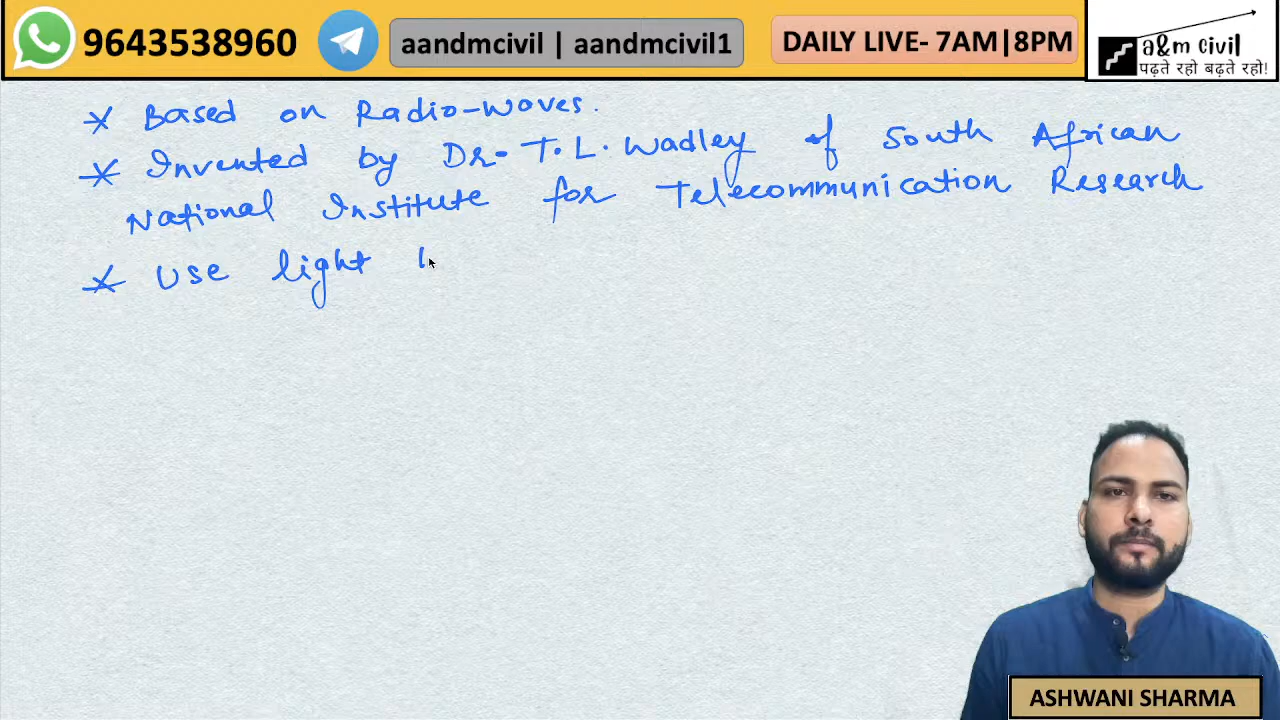 9643538960
aandmcivil | aandmcivil1
DAILY LIVE- 7AM|8PM
a&m civil
पढ़ते रहो बढ़ते रहो!
* Based on Radio-waves.
* Invented by Dr. T.L. Wadley of South African
National Institute for Telecommunication Research
* Use light
ASHWANI SHARMA